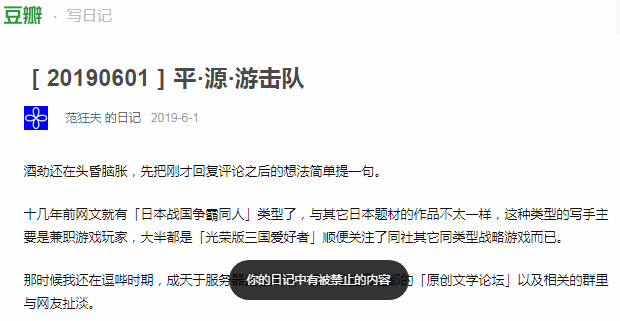 豆瓣 · 写日记
［20190601］平·源·游击队
范狂夫 的日记 2019-6-1
酒劲还在头昏脑胀，先把刚才回复评论之后的想法简单提一句。
十几年前网文就有「日本战国争霸同人」类型了，与其它日本题材的作品不太一样，这种类型的写手主
要是兼职游戏玩家，大半都是「光荣版三国爱好者」顺便关注了同社其它同类型战略游戏而已。
那时候我还在逗哗时期，成天于服务器 的「原创文学论坛」以及相关的群里
你的日记中有被禁止的内容
与网友扯淡。